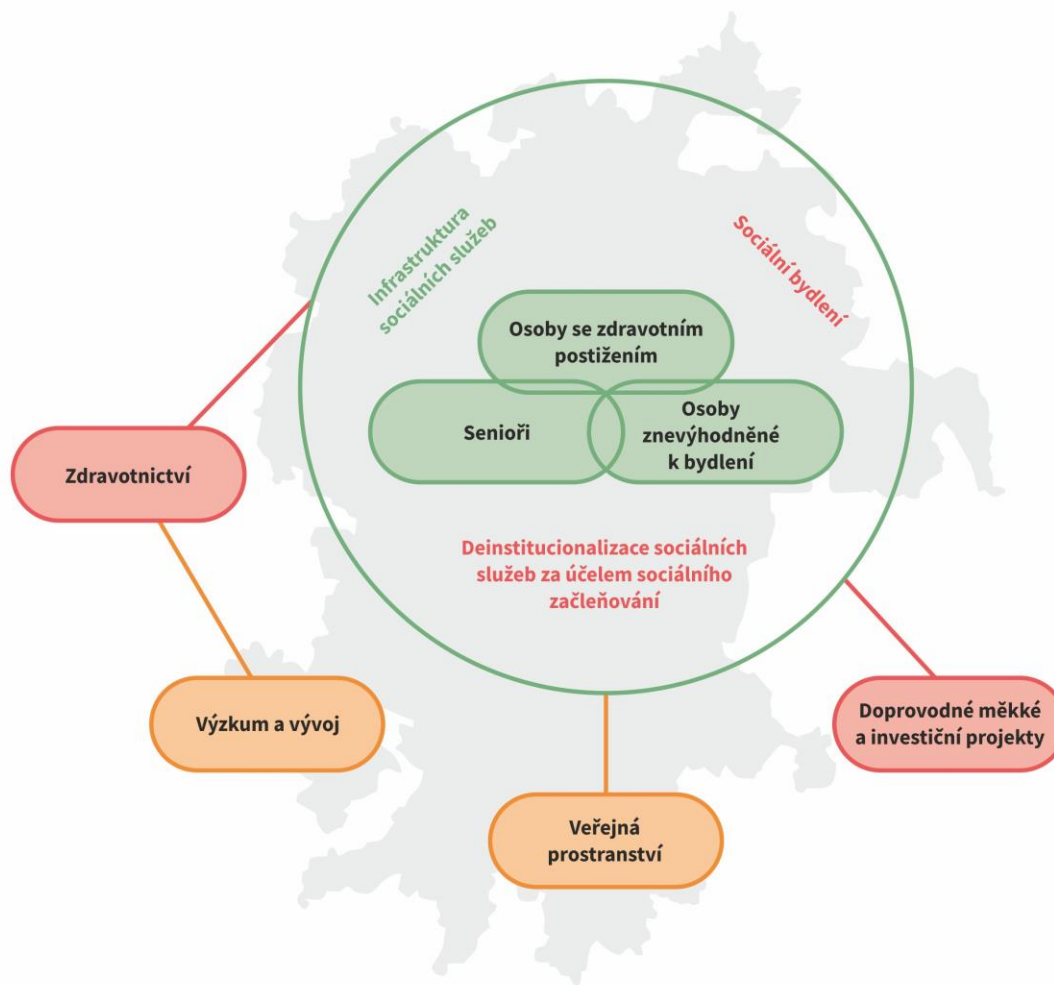 Infrastruktura
sociálních služeb
Sociální bydlení
Osoby se zdravotním
postižením
Senioři
Osoby
znevýhodněné
k bydlení
Deinstitucionalizace sociálních
služeb za účelem sociálního
začleňování
Zdravotnictví
Výzkum a vývoj
Veřejná
prostranství
Doprovodné měkké
a investiční projekty